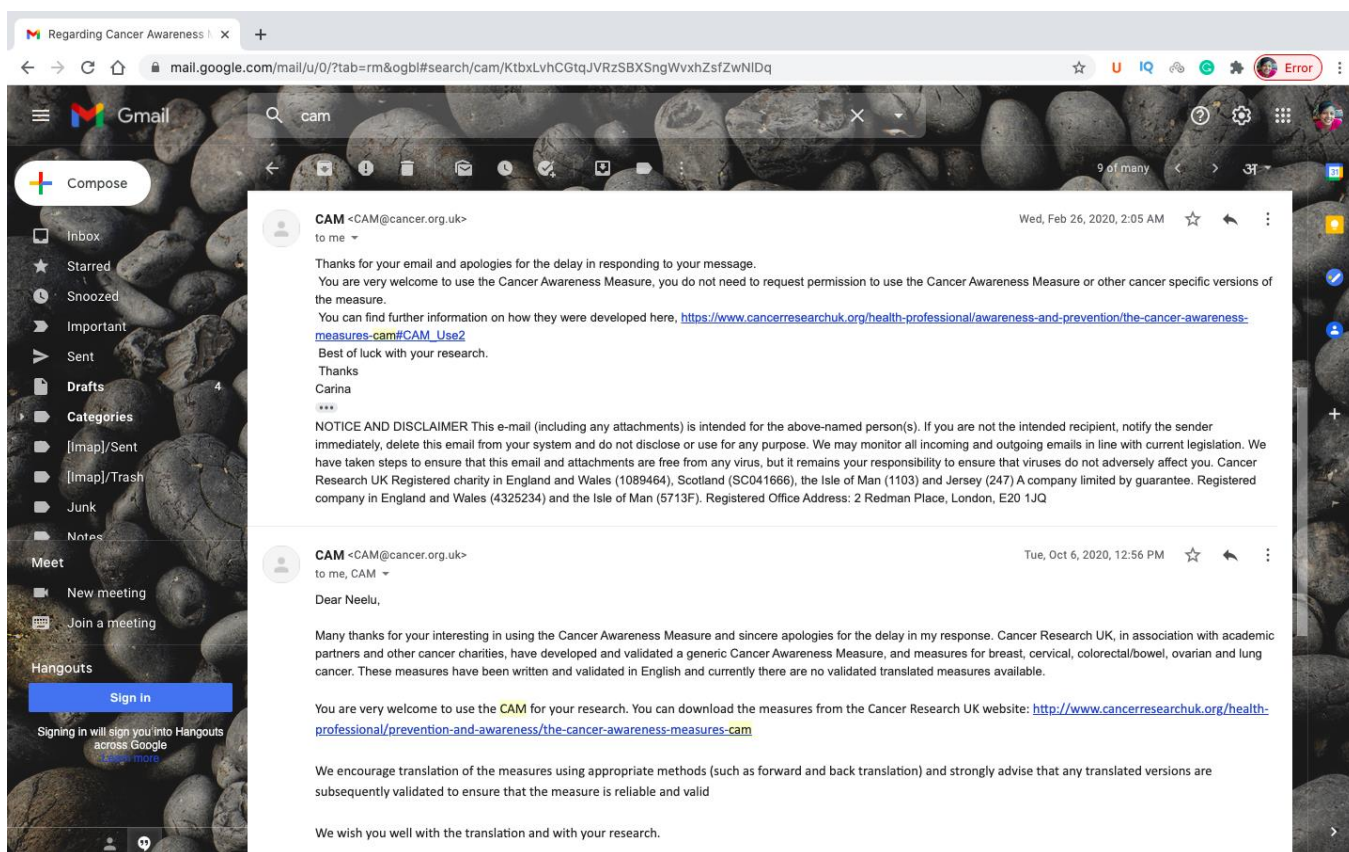 Regarding Cancer Awareness M
mail.google.com/mail/u/0/?tab=rm&ogbl#search/cam/KtbxLvhCGtqJVRzSBXSngWvxhZsfZwNlDq
U IQ Error
Gmail
cam
Compose
9 of many
अ
31
Inbox
Starred
Snoozed
Important
Sent
Drafts 4
Categories
[Imap]/Sent
[Imap]/Trash
Junk
Notes
Meet
New meeting
Join a meeting
Hangouts
Sign in
Signing in will sign you into Hangouts
across Google
Learn more
CAM <CAM@cancer.org.uk> Wed, Feb 26, 2020, 2:05 AM
to me
Thanks for your email and apologies for the delay in responding to your message.
You are very welcome to use the Cancer Awareness Measure, you do not need to request permission to use the Cancer Awareness Measure or other cancer specific versions of
the measure.
You can find further information on how they were developed here, https://www.cancerresearchuk.org/health-professional/awareness-and-prevention/the-cancer-awareness-
measures-cam#CAM_Use2
Best of luck with your research.
Thanks
Carina
NOTICE AND DISCLAIMER This e-mail (including any attachments) is intended for the above-named person(s). If you are not the intended recipient, notify the sender
immediately, delete this email from your system and do not disclose or use for any purpose. We may monitor all incoming and outgoing emails in line with current legislation. We
have taken steps to ensure that this email and attachments are free from any virus, but it remains your responsibility to ensure that viruses do not adversely affect you. Cancer
Research UK Registered charity in England and Wales (1089464), Scotland (SC041666), the Isle of Man (1103) and Jersey (247) A company limited by guarantee. Registered
company in England and Wales (4325234) and the Isle of Man (5713F). Registered Office Address: 2 Redman Place, London, E20 1JQ
CAM <CAM@cancer.org.uk> Tue, Oct 6, 2020, 12:56 PM
to me, CAM
Dear Neelu,
Many thanks for your interesting in using the Cancer Awareness Measure and sincere apologies for the delay in my response. Cancer Research UK, in association with academic
partners and other cancer charities, have developed and validated a generic Cancer Awareness Measure, and measures for breast, cervical, colorectal/bowel, ovarian and lung
cancer. These measures have been written and validated in English and currently there are no validated translated measures available.
You are very welcome to use the CAM for your research. You can download the measures from the Cancer Research UK website: http://www.cancerresearchuk.org/health-
professional/prevention-and-awareness/the-cancer-awareness-measures-cam
We encourage translation of the measures using appropriate methods (such as forward and back translation) and strongly advise that any translated versions are
subsequently validated to ensure that the measure is reliable and valid
We wish you well with the translation and with your research.